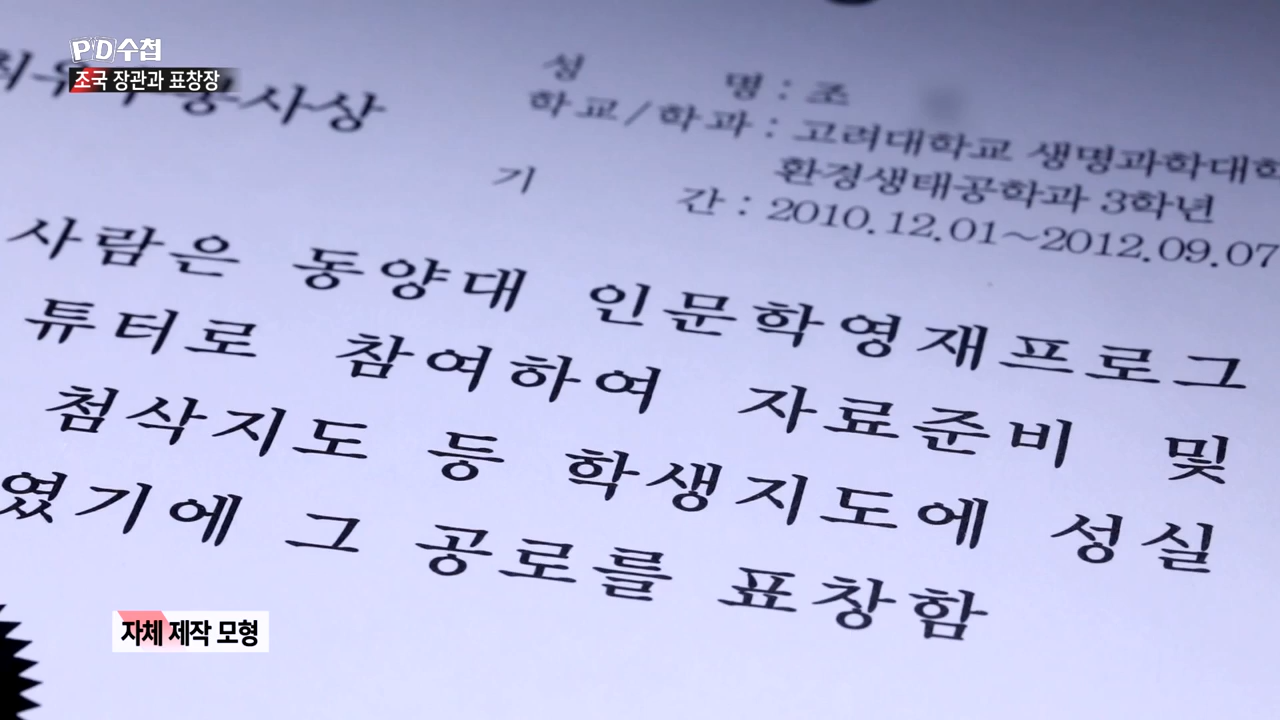 PD수첩
조국 장관과 표창장
최우수 봉사상
성 명 : 조
학교/학과 : 고려대학교 생명과학대학
환경생태공학과 3학년
기 간 : 2010.12.01~2012.09.07
사람은 동양대 인문학영재프로그
튜터로 참여하여 자료준비 및
첨삭지도 등 학생지도에 성실
였기에 그 공로를 표창함
자체 제작 모형